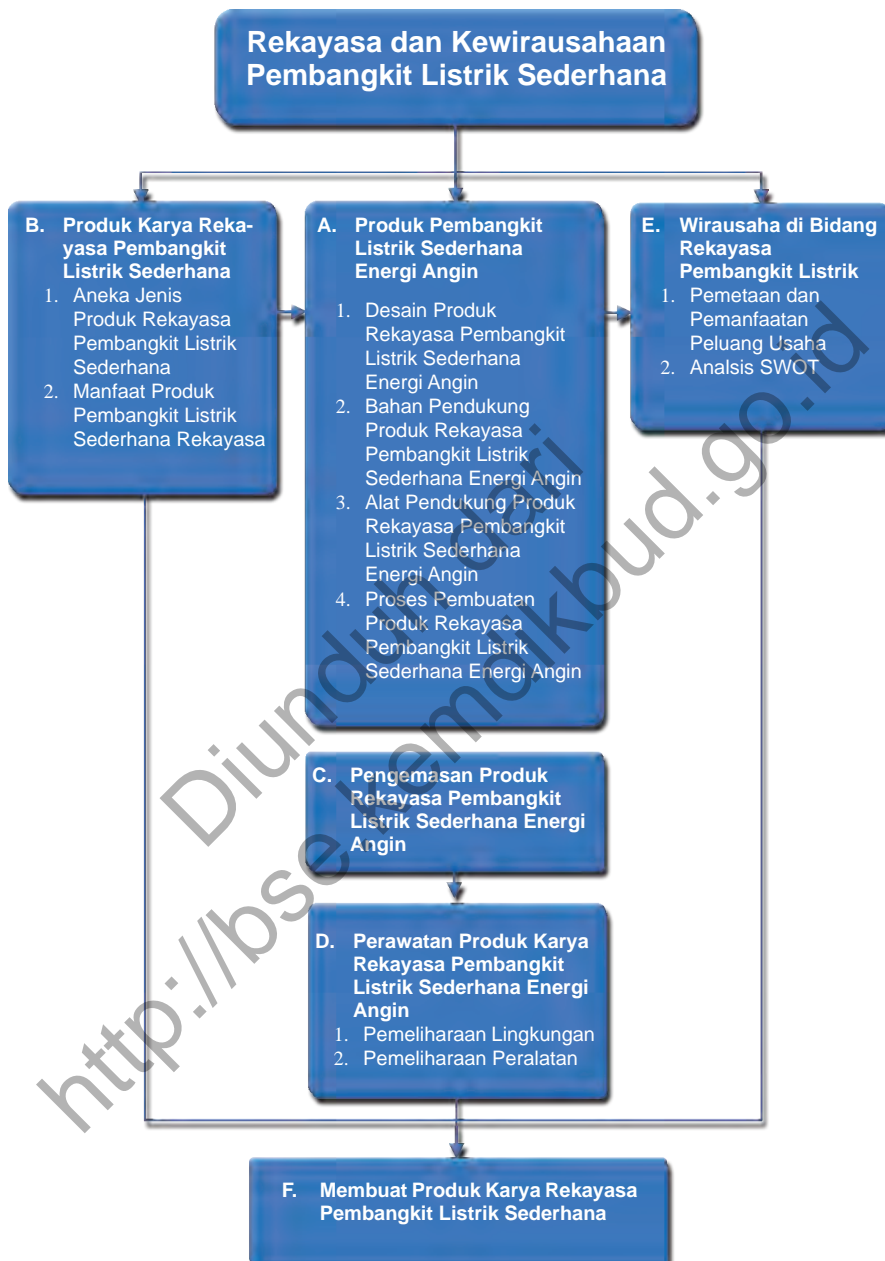 Rekayasa dan Kewirausahaan
Pembangkit Listrik Sederhana
B. Produk Karya Reka-
yasa Pembangkit
Listrik Sederhana
1. Aneka Jenis
Produk Rekayasa
Pembangkit Listrik
Sederhana
2. Manfaat Produk
Pembangkit Listrik
Sederhana Rekayasa
A. Produk Pembangkit
Listrik Sederhana
Energi Angin
1. Desain Produk
Rekayasa Pembangkit
Listrik Sederhana
Energi Angin
2. Bahan Pendukung
Produk Rekayasa
Pembangkit Listrik
Sederhana Energi Angin
3. Alat Pendukung Produk
Rekayasa Pembangkit
Listrik Sederhana
Energi Angin
4. Proses Pembuatan
Produk Rekayasa
Pembangkit Listrik
Sederhana Energi Angin
E. Wirausaha di Bidang
Rekayasa
Pembangkit Listrik
1. Pemetaan dan
Pemanfaatan
Peluang Usaha
2. Analsis SWOT
C. Pengemasan Produk
Rekayasa Pembangkit
Listrik Sederhana Energi
Angin
D. Perawatan Produk Karya
Rekayasa Pembangkit
Listrik Sederhana Energi
Angin
1. Pemeliharaan Lingkungan
2. Pemeliharaan Peralatan
F. Membuat Produk Karya Rekayasa
Pembangkit Listrik Sederhana
Diunduh dari
http://bse.kemdikbud.go.id